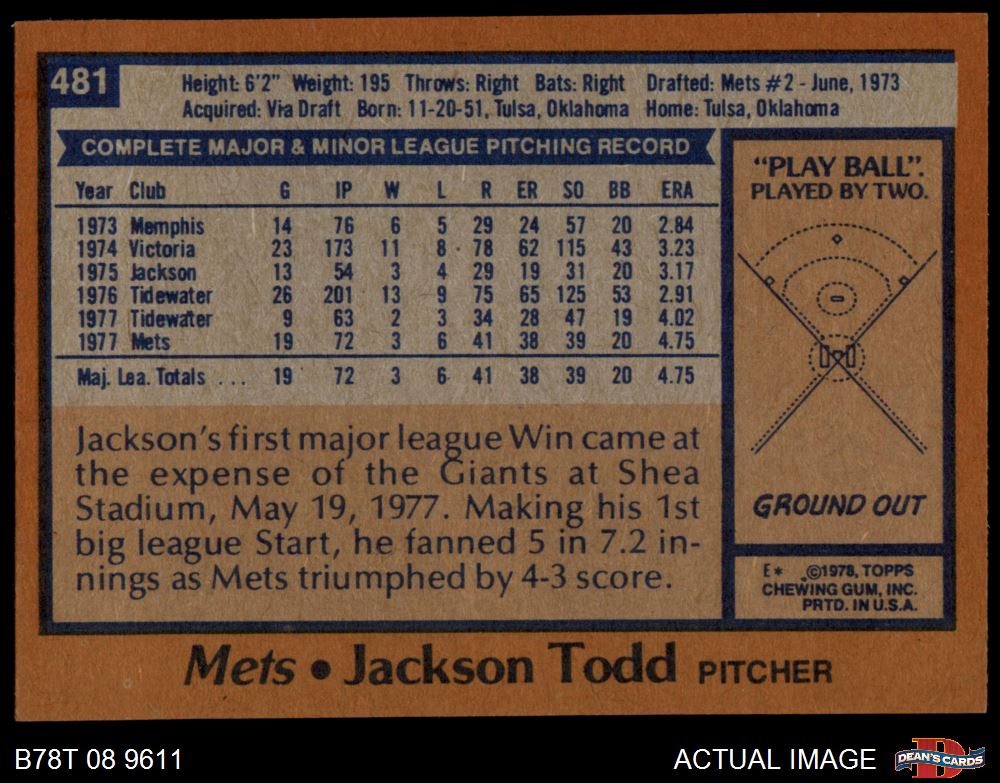 481
Height: 6'2" Weight: 195 Throws: Right Bats: Right Drafted: Mets #2 - June, 1973
Acquired: Via Draft Born: 11-20-51, Tulsa, Oklahoma Home: Tulsa, Oklahoma
COMPLETE MAJOR & MINOR LEAGUE PITCHING RECORD
Year Club G IP W L R ER SO BB ERA
1973 Memphis 14 76 6 5 29 24 57 20 2.84
1974 Victoria 23 173 11 8 78 62 115 43 3.23
1975 Jackson 13 54 3 4 29 19 31 20 3.17
1976 Tidewater 26 201 13 9 75 65 125 53 2.91
1977 Tidewater 9 63 2 3 34 28 47 19 4.02
1977 Mets 19 72 3 6 41 38 39 20 4.75
Maj. Lea. Totals ... 19 72 3 6 41 38 39 20 4.75
Jackson's first major league Win came at
the expense of the Giants at Shea
Stadium, May 19, 1977. Making his 1st
big league Start, he fanned 5 in 7.2 in-
nings as Mets triumphed by 4-3 score.
"PLAY BALL".
PLAYED BY TWO.
GROUND OUT
E* ©1978, TOPPS
CHEWING GUM, INC.
PRTD. IN U.S.A.
Mets • Jackson Todd PITCHER
B78T 08 9611
ACTUAL IMAGE
D
DEAN'S CARDS